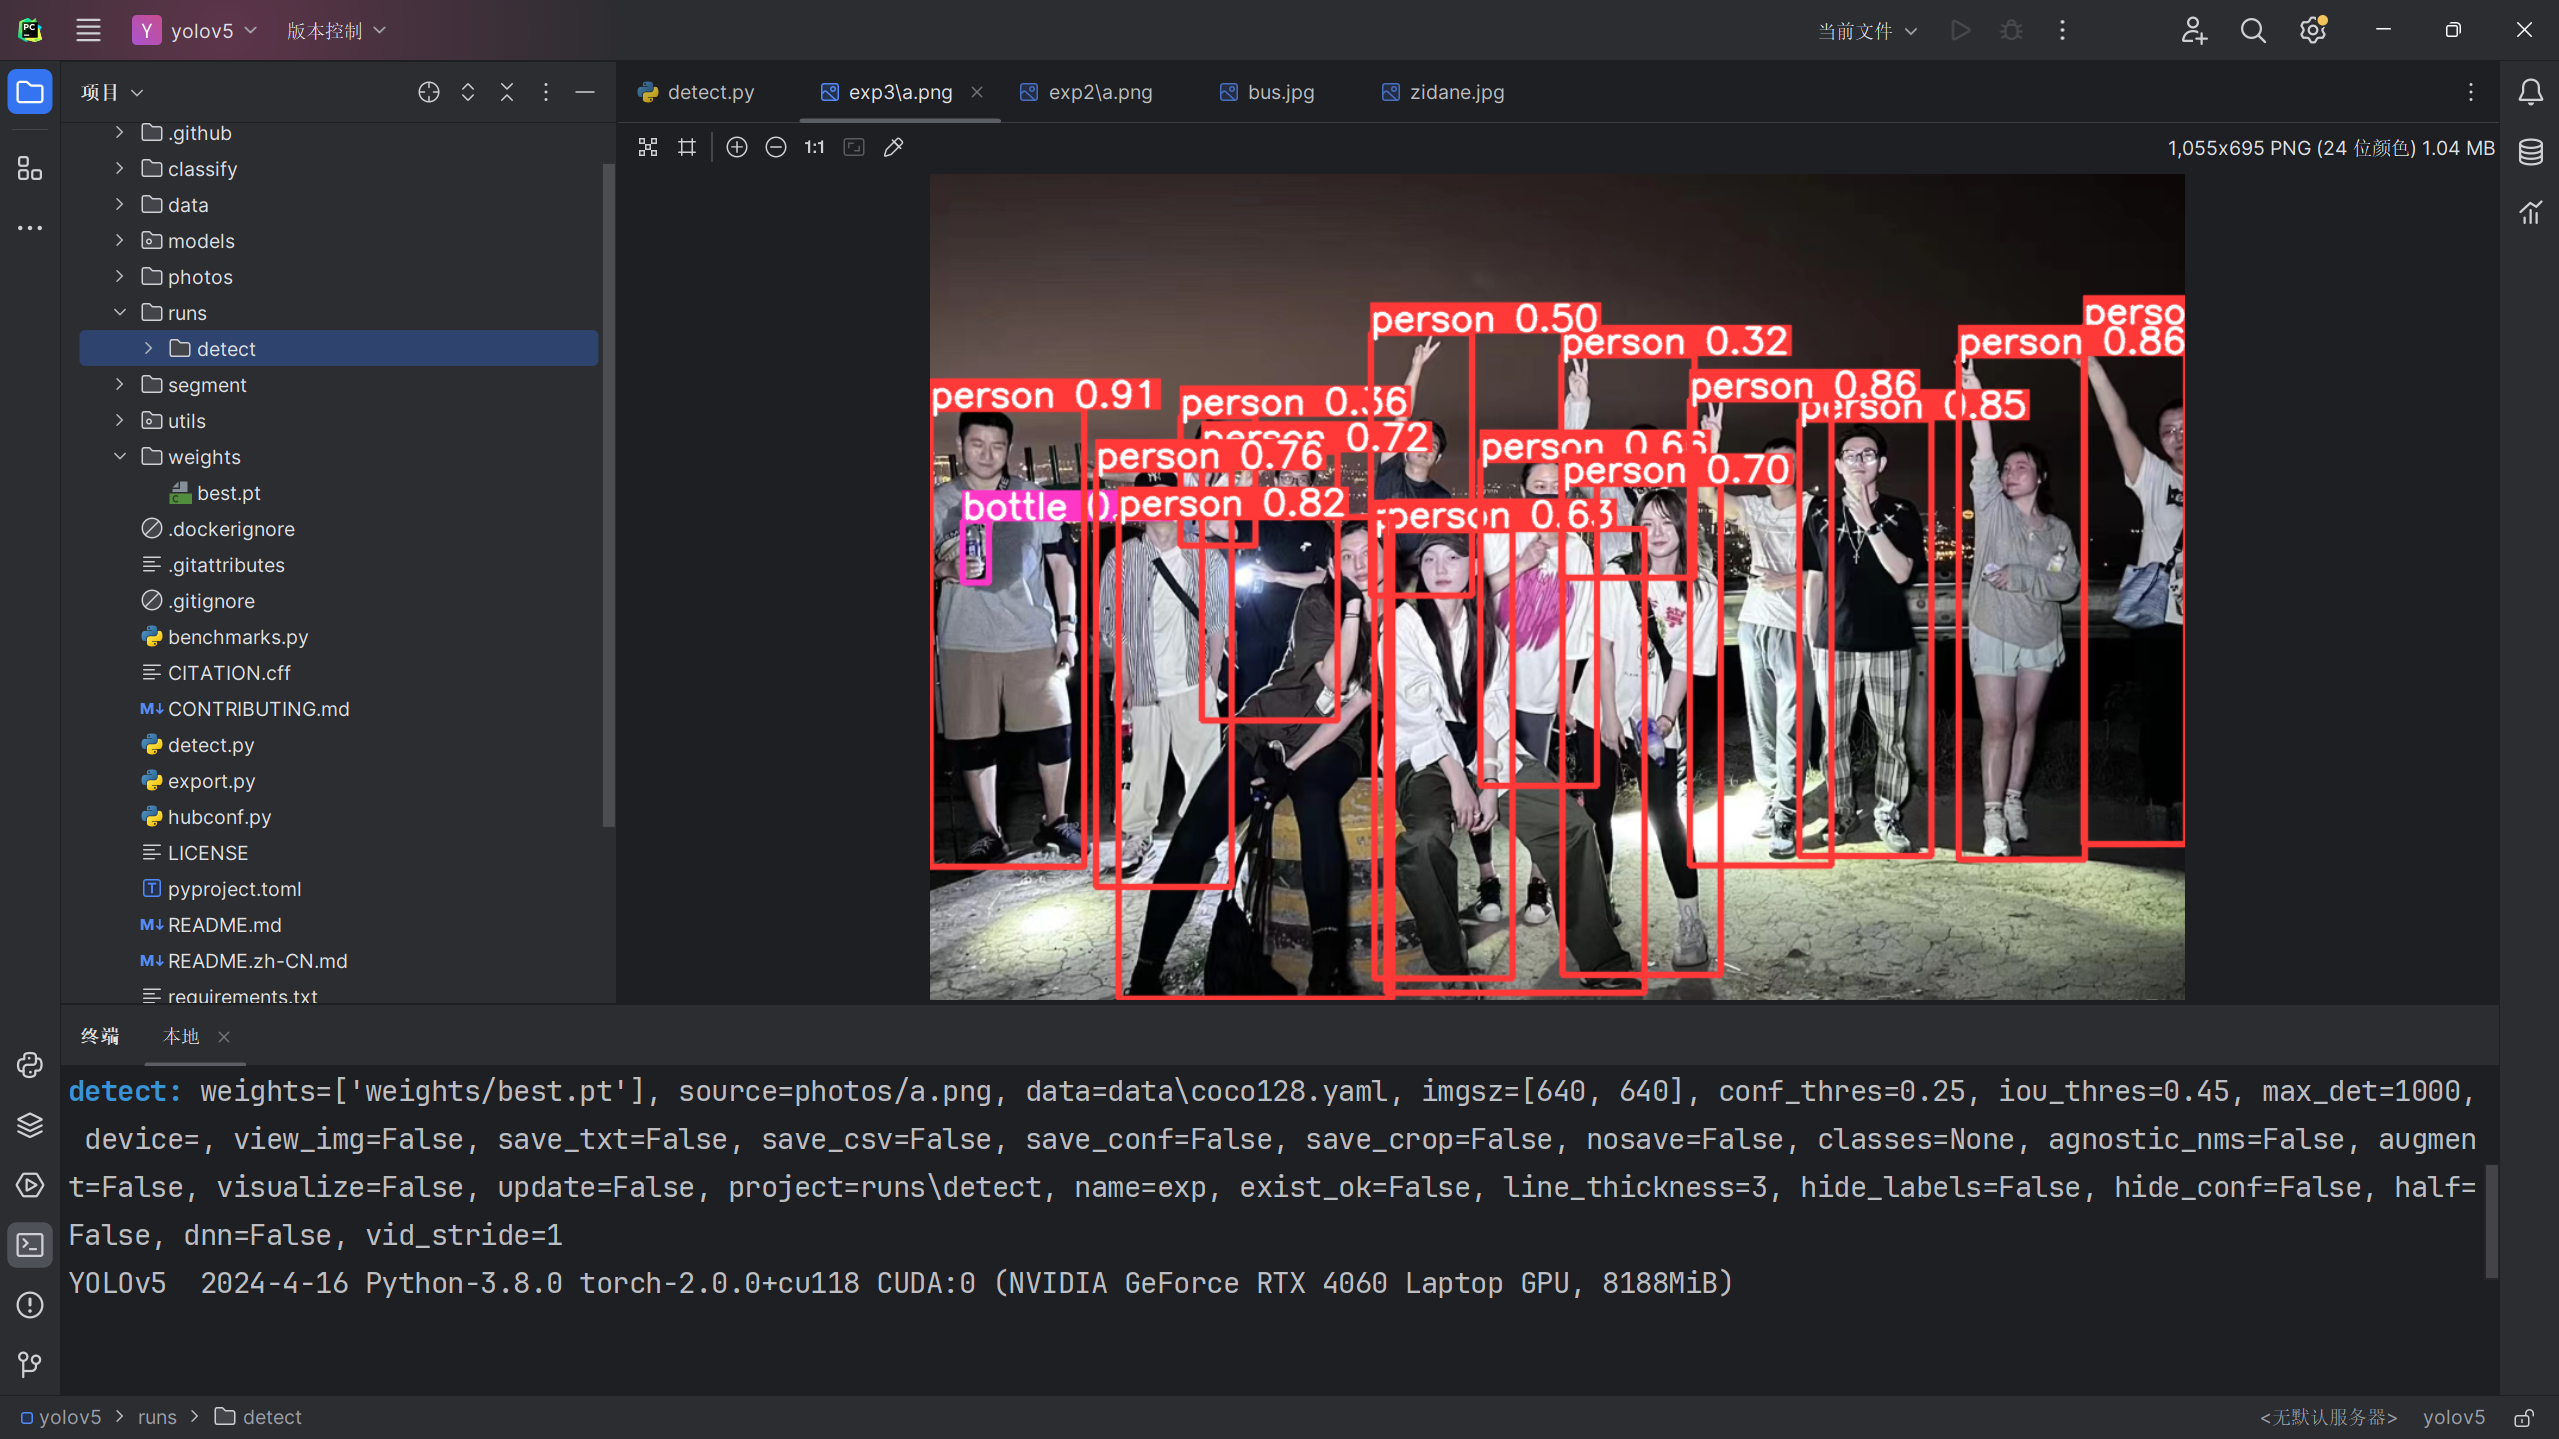 PC
Y yolov5 版本控制
当前文件
项目
detect.py exp3\a.png exp2\a.png bus.jpg zidane.jpg
1:1
1,055x695 PNG (24 位颜色) 1.04 MB
.github
classify
data
models
photos
runs
detect
segment
utils
weights
best.pt
.dockerignore
.gitattributes
.gitignore
benchmarks.py
CITATION.cff
M↓ CONTRIBUTING.md
detect.py
export.py
hubconf.py
LICENSE
T pyproject.toml
M↓ README.md
M↓ README.zh-CN.md
requirements.txt
perso
person 0.50
person 0.32
person 0.86
person 0.91
person 0.86
person 0.36
person 0.85
person 0.72
person
person 0.76
person 0.70
bottle 0.
person 0.82
person 0.63
终端 本地
detect: weights=['weights/best.pt'], source=photos/a.png, data=data\coco128.yaml, imgsz=[640, 640], conf_thres=0.25, iou_thres=0.45, max_det=1000,
device=, view_img=False, save_txt=False, save_csv=False, save_conf=False, save_crop=False, nosave=False, classes=None, agnostic_nms=False, augmen
t=False, visualize=False, update=False, project=runs\detect, name=exp, exist_ok=False, line_thickness=3, hide_labels=False, hide_conf=False, half=
False, dnn=False, vid_stride=1
YOLOv5  2024-4-16 Python-3.8.0 torch-2.0.0+cu118 CUDA:0 (NVIDIA GeForce RTX 4060 Laptop GPU, 8188MiB)
yolov5 > runs > detect
<无默认服务器> yolov5